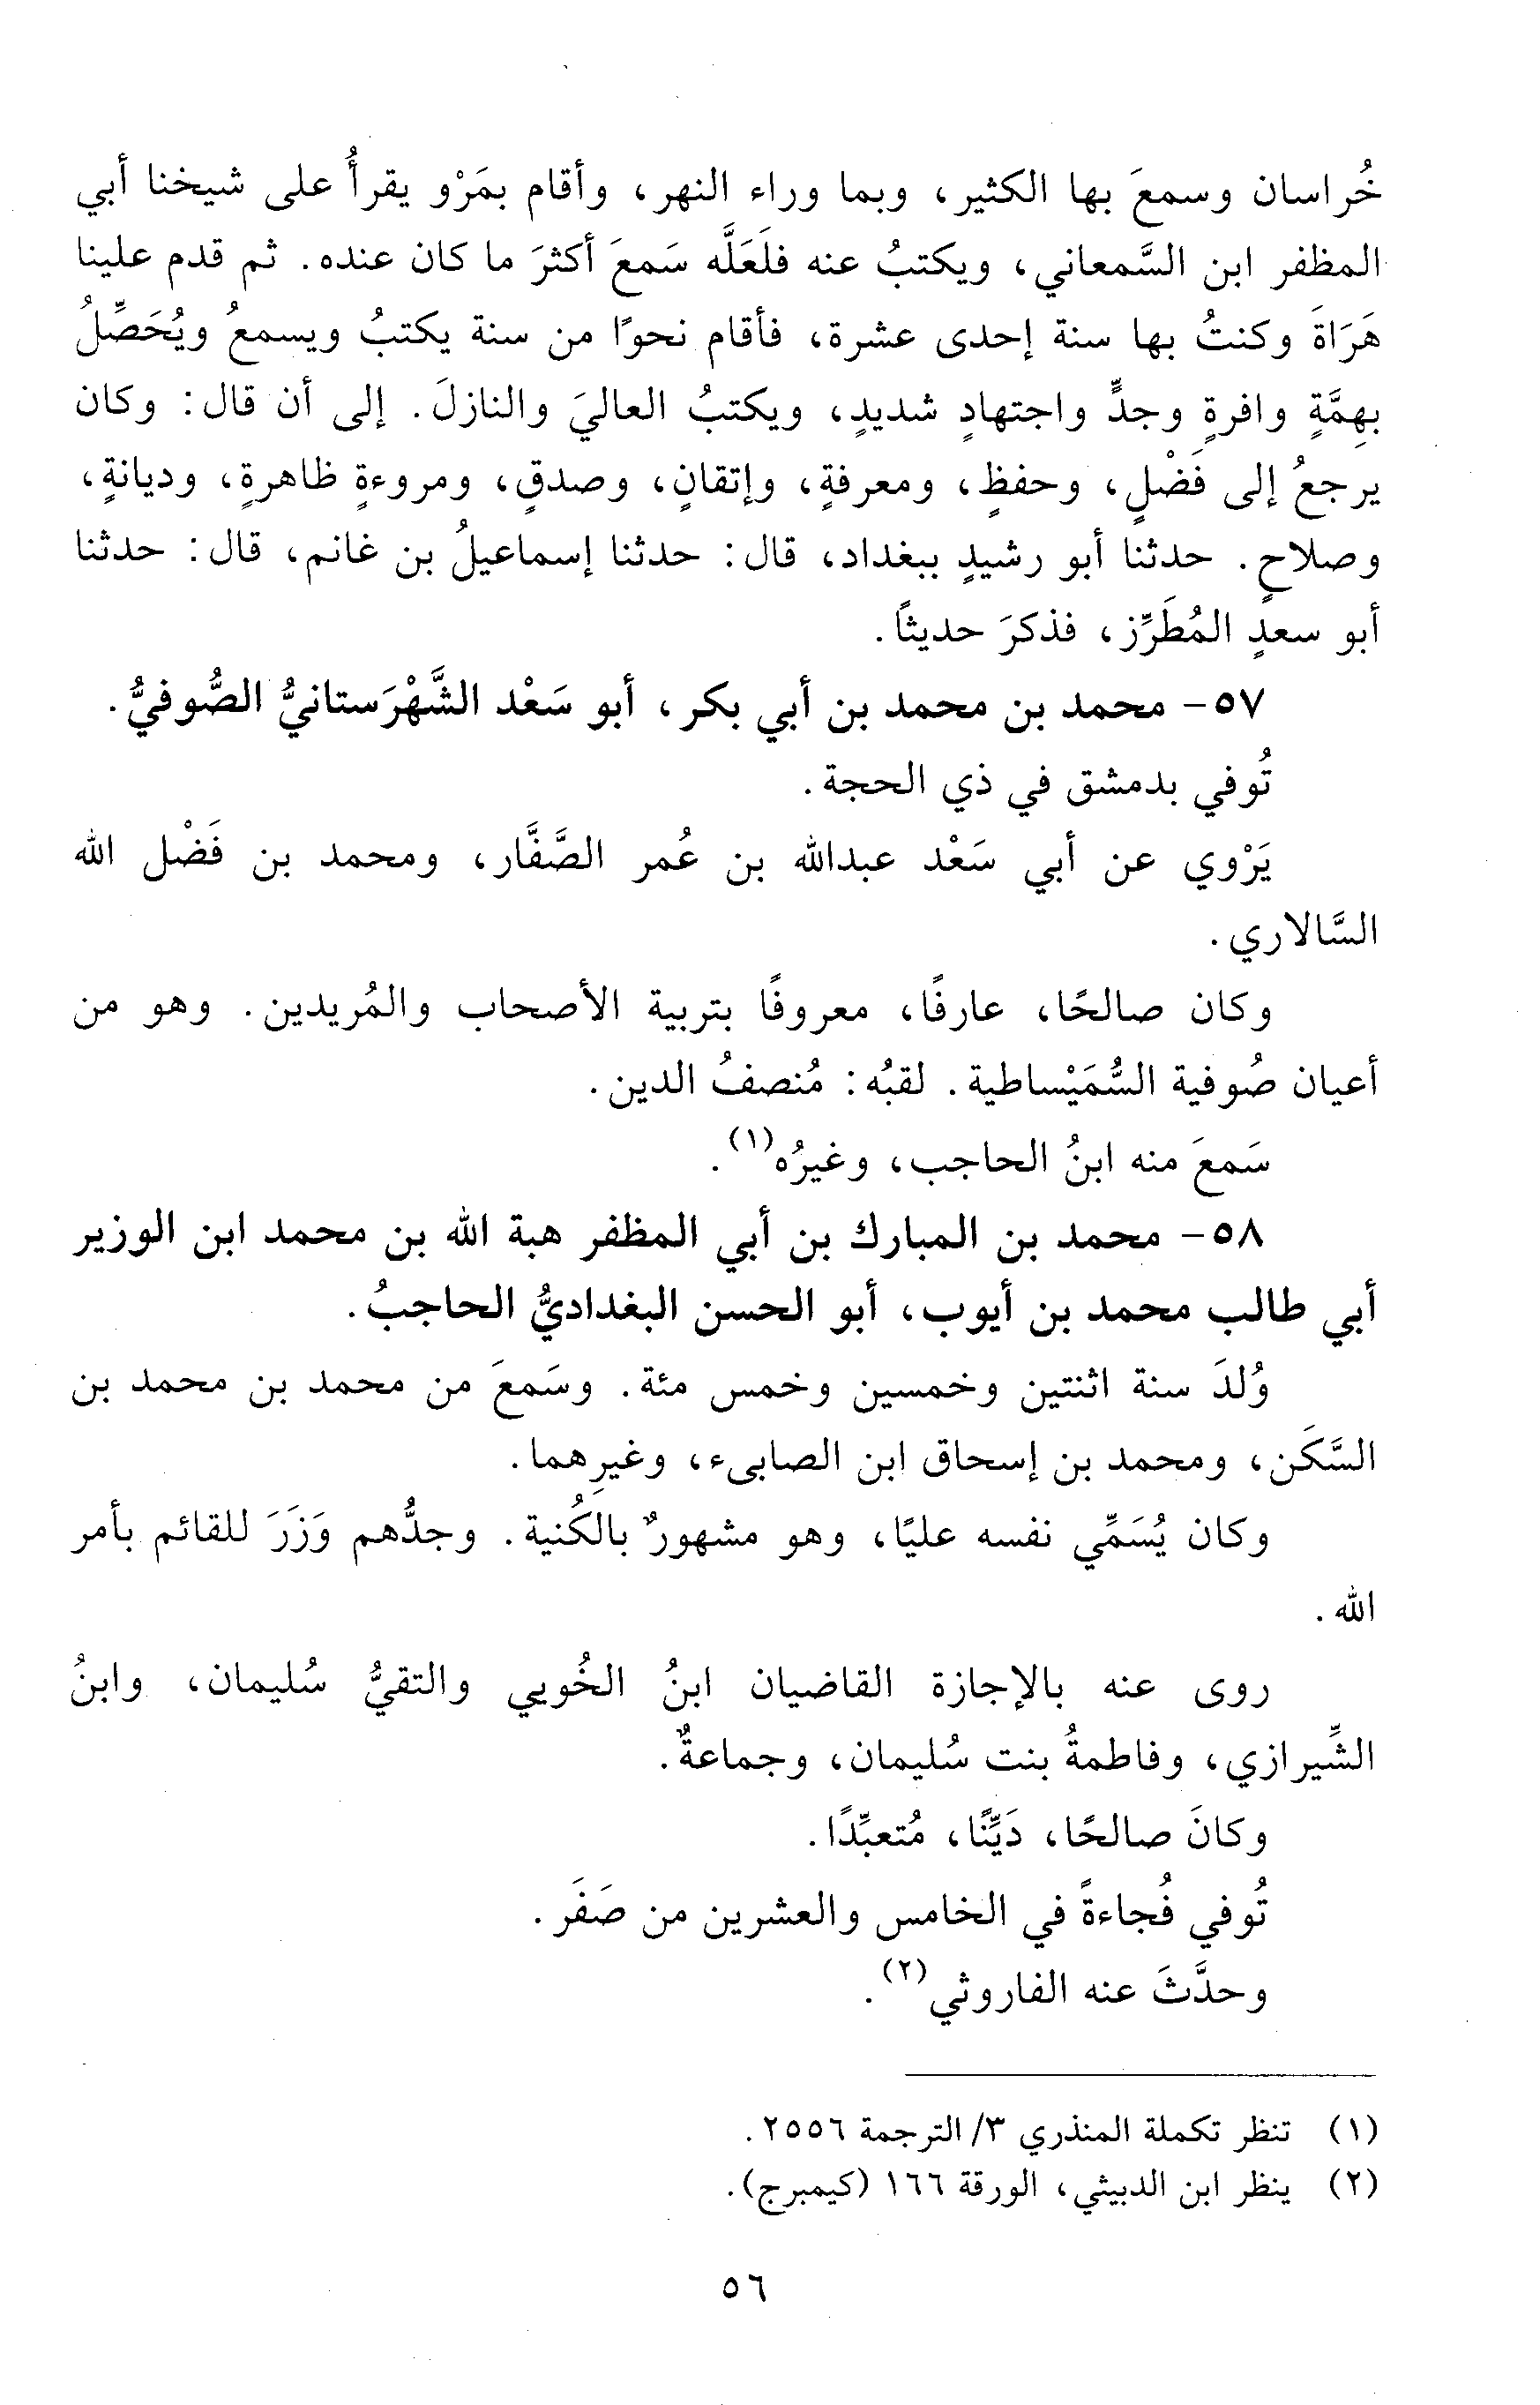 خُراسان وسمعَ بها الكثير، وبما وراء النهر، وأقام بمَرْو يقرأُ على شيخنا أبي
المظفر ابن السَّمعاني، ويكتبُ عنه فلَعَلَّه سَمعَ أكثرَ ما كان عنده. ثم قدم علينا
هَرَاةَ وكنتُ بها سنة إحدى عشرة، فأقام نحوًا من سنة يكتبُ ويسمعُ ويُحَصِّلُ
بهِمَّةٍ وافرةٍ وجدٍّ واجتهادٍ شديدٍ، ويكتبُ العاليَ والنازلَ. إلى أن قال: وكان
يرجعُ إلى فَضْلٍ، وحفظٍ، ومعرفةٍ، وإتقانٍ، وصدقٍ، ومروءةٍ ظاهرةٍ، وديانةٍ،
وصلاحٍ. حدثنا أبو رشيدٍ ببغداد، قال: حدثنا إسماعيلُ بن غانم، قال: حدثنا
أبو سعدٍ المُطَرِّز، فذكرَ حديثًا.
٥٧- محمد بن محمد بن أبي بكر، أبو سَعْد الشَّهْرَستانيُّ الصُّوفيُّ.
تُوفي بدمشق في ذي الحجة.
يَرْوي عن أبي سَعْد عبدالله بن عُمر الصَّفَّار، ومحمد بن فَضْل الله
السَّالاري.
وكان صالحًا، عارفًا، معروفًا بتربية الأصحاب والمُريدين. وهو من
أعيان صُوفية السُّمَيْساطية. لقبُه: مُنصفُ الدين.
سَمعَ منه ابنُ الحاجب، وغيرُه(١).
٥٨- محمد بن المبارك بن أبي المظفر هبة الله بن محمد ابن الوزير
أبي طالب محمد بن أيوب، أبو الحسن البغداديُّ الحاجبُ.
وُلدَ سنة اثنتين وخمسين وخمس مئة. وسَمعَ من محمد بن محمد بن
السَّكَن، ومحمد بن إسحاق ابن الصابىء، وغيرِهما.
وكان يُسَمِّي نفسه عليًا، وهو مشهورٌ بالكُنية. وجدُّهم وَزَرَ للقائم بأمر
الله.
روى عنه بالإجازة القاضيان ابنُ الخُويي والتقيُّ سُليمان، وابنُ
الشِّيرازي، وفاطمةُ بنت سُليمان، وجماعةٌ.
وكانَ صالحًا، دَيِّنًا، مُتعبِّدًا.
تُوفي فُجاءةً في الخامس والعشرين من صَفَر.
وحدَّثَ عنه الفاروثي(٢).
(١) تنظر تكملة المنذري ٣/ الترجمة ٢٥٥٦.
(٢) ينظر ابن الدبيثي، الورقة ١٦٦ (كيمبرج).
٥٦